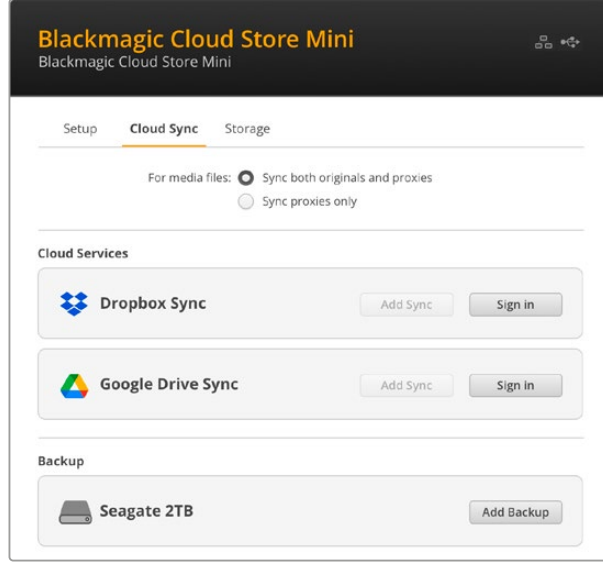 Blackmagic Cloud Store Mini
Blackmagic Cloud Store Mini
Setup Cloud Sync Storage
For media files: Sync both originals and proxies
Sync proxies only
Cloud Services
Dropbox Sync Add Sync Sign in
Google Drive Sync Add Sync Sign in
Backup
Seagate 2TB Add Backup